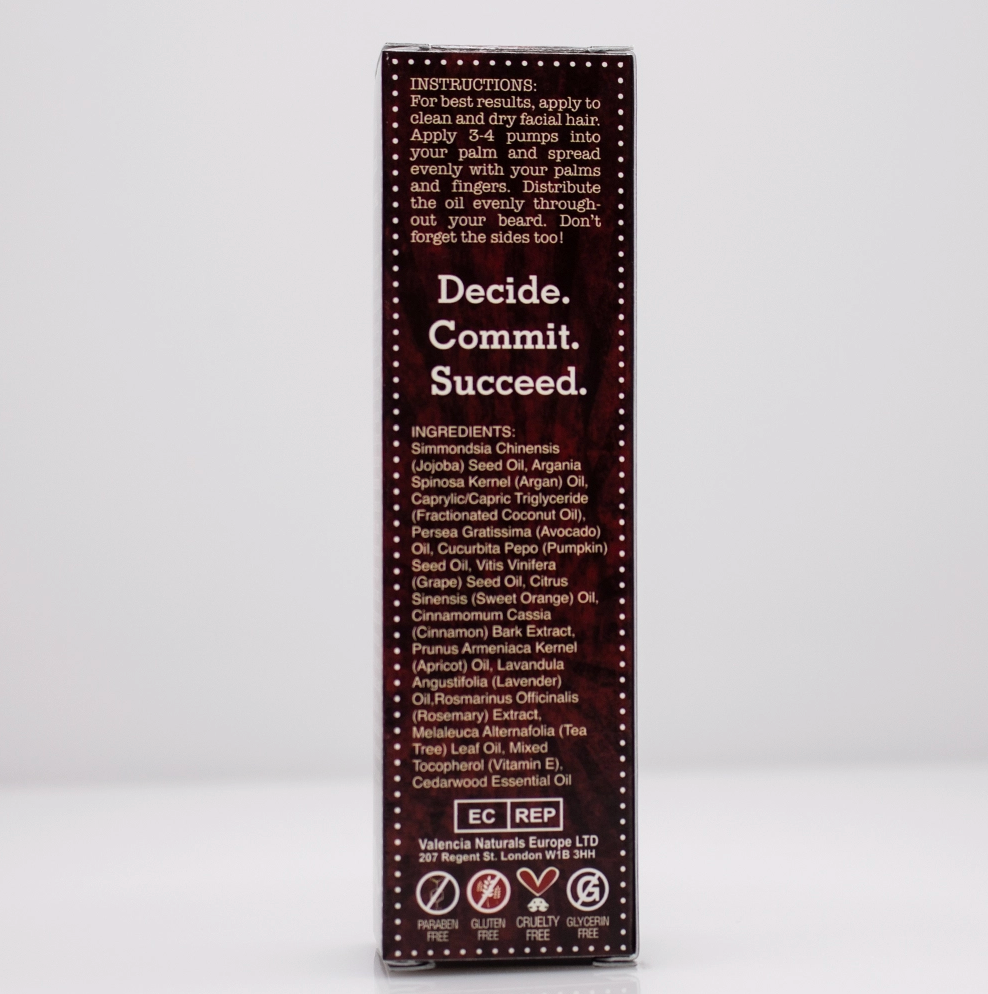 INSTRUCTIONS:
For best results, apply to
clean and dry facial hair.
Apply 3-4 pumps into
your palm and spread
evenly with your palms
and fingers. Distribute
the oil evenly through-
out your beard. Don't
forget the sides too!
Decide.
Commit.
Succeed.
INGREDIENTS:
Simmondsia Chinensis
(Jojoba) Seed Oil, Argania
Spinosa Kernel (Argan) Oil,
Caprylic/Capric Triglyceride
(Fractionated Coconut Oil),
Persea Gratissima (Avocado)
Oil, Cucurbita Pepo (Pumpkin)
Seed Oil, Vitis Vinifera
(Grape) Seed Oil, Citrus
Sinensis (Sweet Orange) Oil,
Cinnamomum Cassia
(Cinnamon) Bark Extract,
Prunus Armeniaca Kernel
(Apricot) Oil, Lavandula
Angustifolia (Lavender)
Oil,Rosmarinus Officinalis
(Rosemary) Extract,
Melaleuca Alternafolia (Tea
Tree) Leaf Oil, Mixed
Tocopherol (Vitamin E),
Cedarwood Essential Oil
EC REP
Valencia Naturals Europe LTD
207 Regent St. London W1B 3HH
G
PARABEN GLUTEN CRUELTY GLYCERIN
FREE FREE FREE FREE